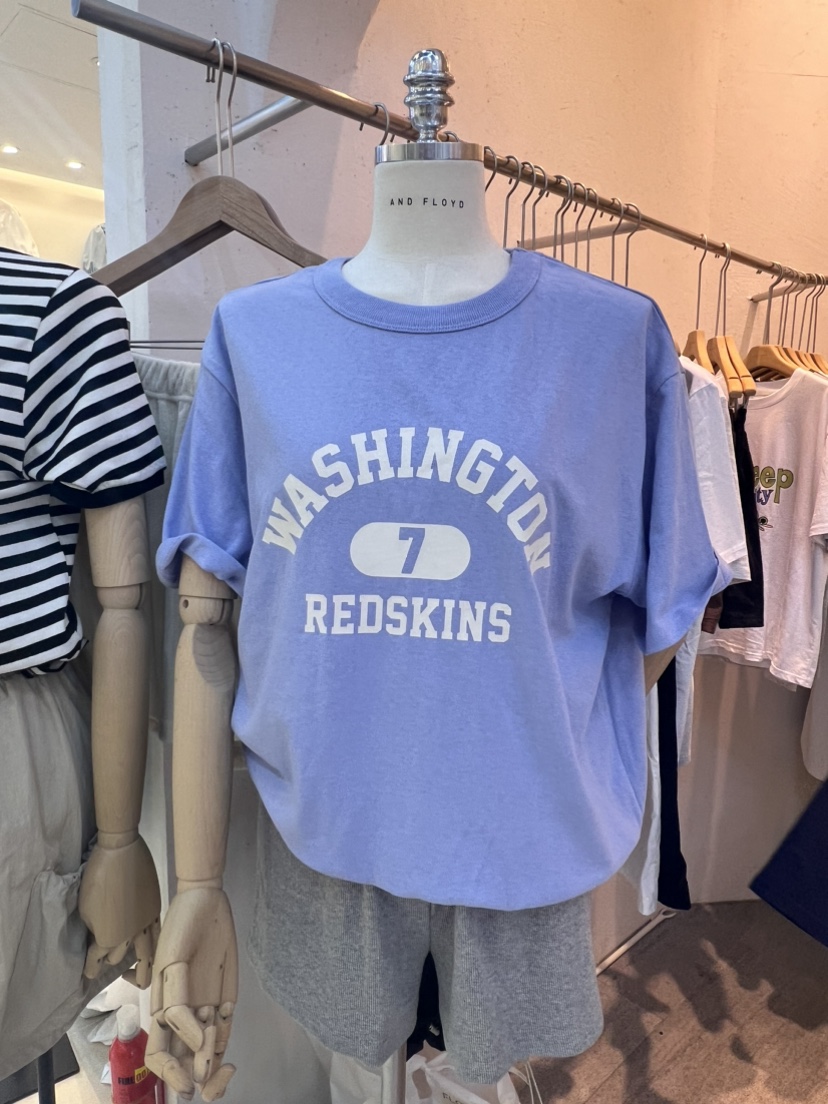 AND FLOYD
WASHINGTON
7
REDSKINS